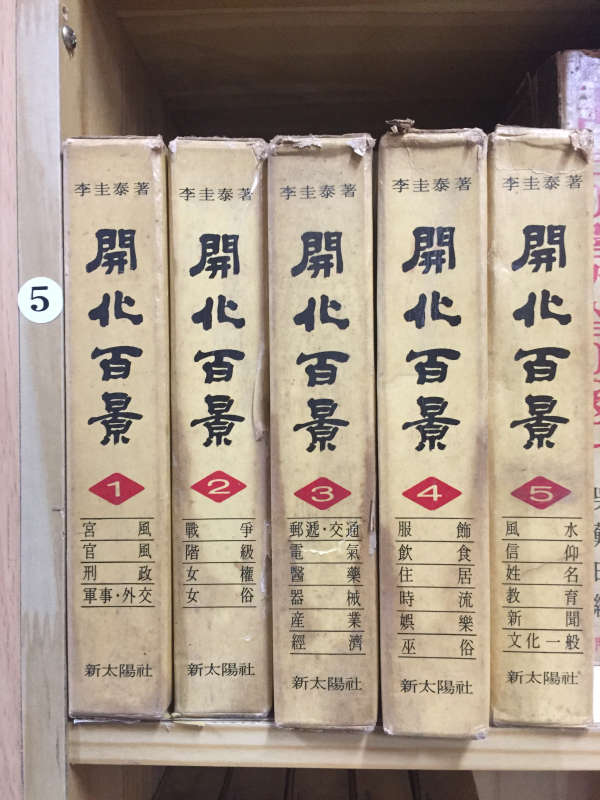 5
李圭泰著
開化百景
1
宮風
官風
刑政
軍事·外交
新太陽社
李圭泰著
開化百景
2
戰爭
階級
女權
女俗
新太陽社
李圭泰著
開化百景
3
郵遞·交通
電氣
醫藥
器械
産業
經濟
新太陽社
李圭泰著
開化百景
4
服飾
飮食
住居
時流
娛樂
巫俗
新太陽社
李圭泰著
開化百景
5
風水
信仰
姓名
敎育
新聞
文化一般
新太陽社